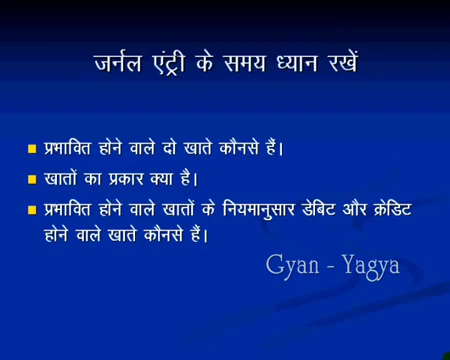 जर्नल एंट्री के समय ध्यान रखें
प्रभावित होने वाले दो खाते कौनसे हैं।
खातों का प्रकार क्या है।
प्रभावित होने वाले खातों के नियमानुसार डेबिट और क्रेडिट
होने वाले खाते कौनसे हैं।
Gyan - Yagya